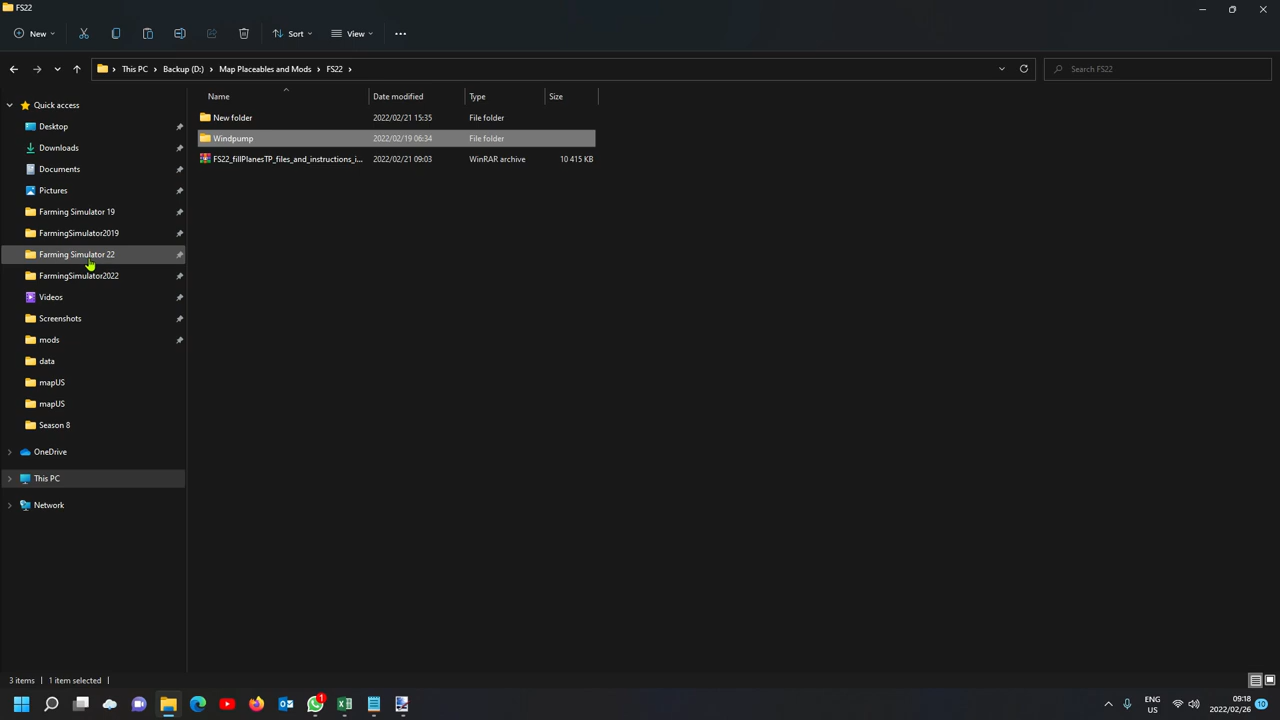 FS22
New
Sort
View
This PC
Backup (D:)
Map Placeables and Mods
FS22
Search FS22
Quick access
Desktop
Downloads
Documents
Pictures
Farming Simulator 19
FarmingSimulator2019
Farming Simulator 22
FarmingSimulator2022
Videos
Screenshots
mods
data
mapUS
mapUS
Season 8
OneDrive
This PC
Network
Name Date modified Type Size
New folder 2022/02/21 15:35 File folder
Windpump 2022/02/19 06:34 File folder
FS22_fillPlanesTP_files_and_instructions_i... 2022/02/21 09:03 WinRAR archive 10 415 KB
3 items 1 item selected
1
ENG
US
09:18
2022/02/26
10